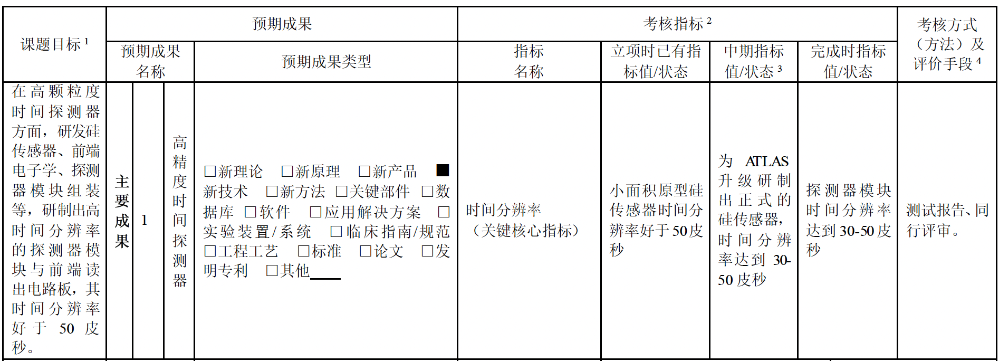 课题目标 1
预期成果
考核指标 2
考核方式
（方法）及
评价手段 4
预期成果
名称
预期成果类型
指标
名称
立项时已有指
标值/状态
中期指标
值/状态 3
完成时指标
值/状态
在高颗粒度
时间探测器
方面，研发硅
传感器、前端
电子学、探测
器模块组装
等，研制出高
时间分辨率
的探测器模
块与前端读
出电路板，其
时间分辨率
好于 50 皮
秒。
主
要
成
果
1
高
精
度
时
间
探
测
器
□新理论 □新原理 □新产品 ■
新技术 □新方法 □关键部件 □数
据库 □软件 □应用解决方案 □
实验装置/系统 □临床指南/规范
□工程工艺 □标准 □论文 □发
明专利 □其他____
时间分辨率
（关键核心指标）
小面积原型硅
传感器时间分
辨率好于 50皮
秒
为 ATLAS
升级研制
出正式的
硅传感器，
时间分辨
率达到 30-
50 皮秒
探测器模块
时间分辨率
达到 30-50 皮
秒
测试报告、同
行评审。